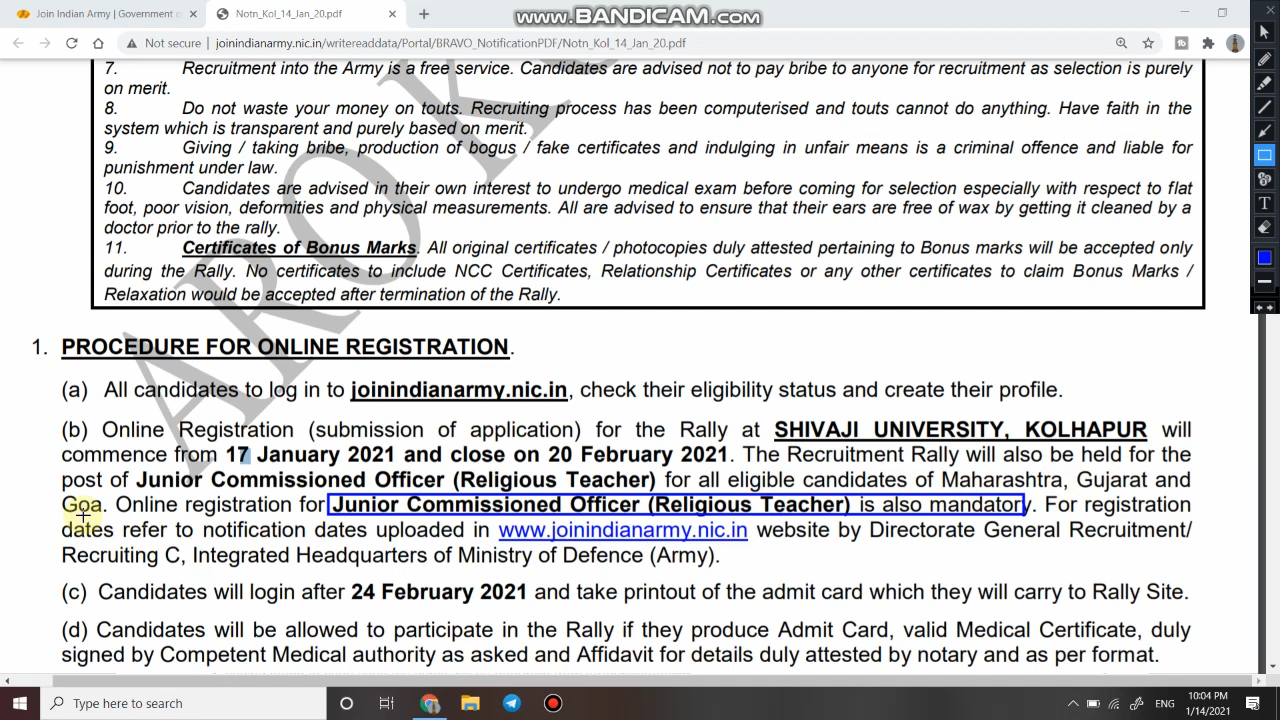 www.BANDICAM.com
Join Indian Army | Government o
Notn_Kol_14_Jan_20.pdf
Not secure | joinindianarmy.nic.in/writereaddata/Portal/BRAVO_NotificationPDF/Notn_Kol_14_Jan_20.pdf
7. Recruitment into the Army is a free service. Candidates are advised not to pay bribe to anyone for recruitment as selection is purely
on merit.
8. Do not waste your money on touts. Recruiting process has been computerised and touts cannot do anything. Have faith in the
system which is transparent and purely based on merit.
9. Giving / taking bribe, production of bogus / fake certificates and indulging in unfair means is a criminal offence and liable for
punishment under law.
10. Candidates are advised in their own interest to undergo medical exam before coming for selection especially with respect to flat
foot, poor vision, deformities and physical measurements. All are advised to ensure that their ears are free of wax by getting it cleaned by a
doctor prior to the rally.
11. Certificates of Bonus Marks. All original certificates / photocopies duly attested pertaining to Bonus marks will be accepted only
during the Rally. No certificates to include NCC Certificates, Relationship Certificates or any other certificates to claim Bonus Marks /
Relaxation would be accepted after termination of the Rally.
ARO K
1. PROCEDURE FOR ONLINE REGISTRATION.
(a) All candidates to log in to joinindianarmy.nic.in, check their eligibility status and create their profile.
(b) Online Registration (submission of application) for the Rally at SHIVAJI UNIVERSITY, KOLHAPUR will
commence from 17 January 2021 and close on 20 February 2021. The Recruitment Rally will also be held for the
post of Junior Commissioned Officer (Religious Teacher) for all eligible candidates of Maharashtra, Gujarat and
Goa. Online registration for Junior Commissioned Officer (Religious Teacher) is also mandatory. For registration
dates refer to notification dates uploaded in www.joinindianarmy.nic.in website by Directorate General Recruitment/
Recruiting C, Integrated Headquarters of Ministry of Defence (Army).
(c) Candidates will login after 24 February 2021 and take printout of the admit card which they will carry to Rally Site.
(d) Candidates will be allowed to participate in the Rally if they produce Admit Card, valid Medical Certificate, duly
signed by Competent Medical authority as asked and Affidavit for details duly attested by notary and as per format.
Type here to search
ENG
10:04 PM
1/14/2021